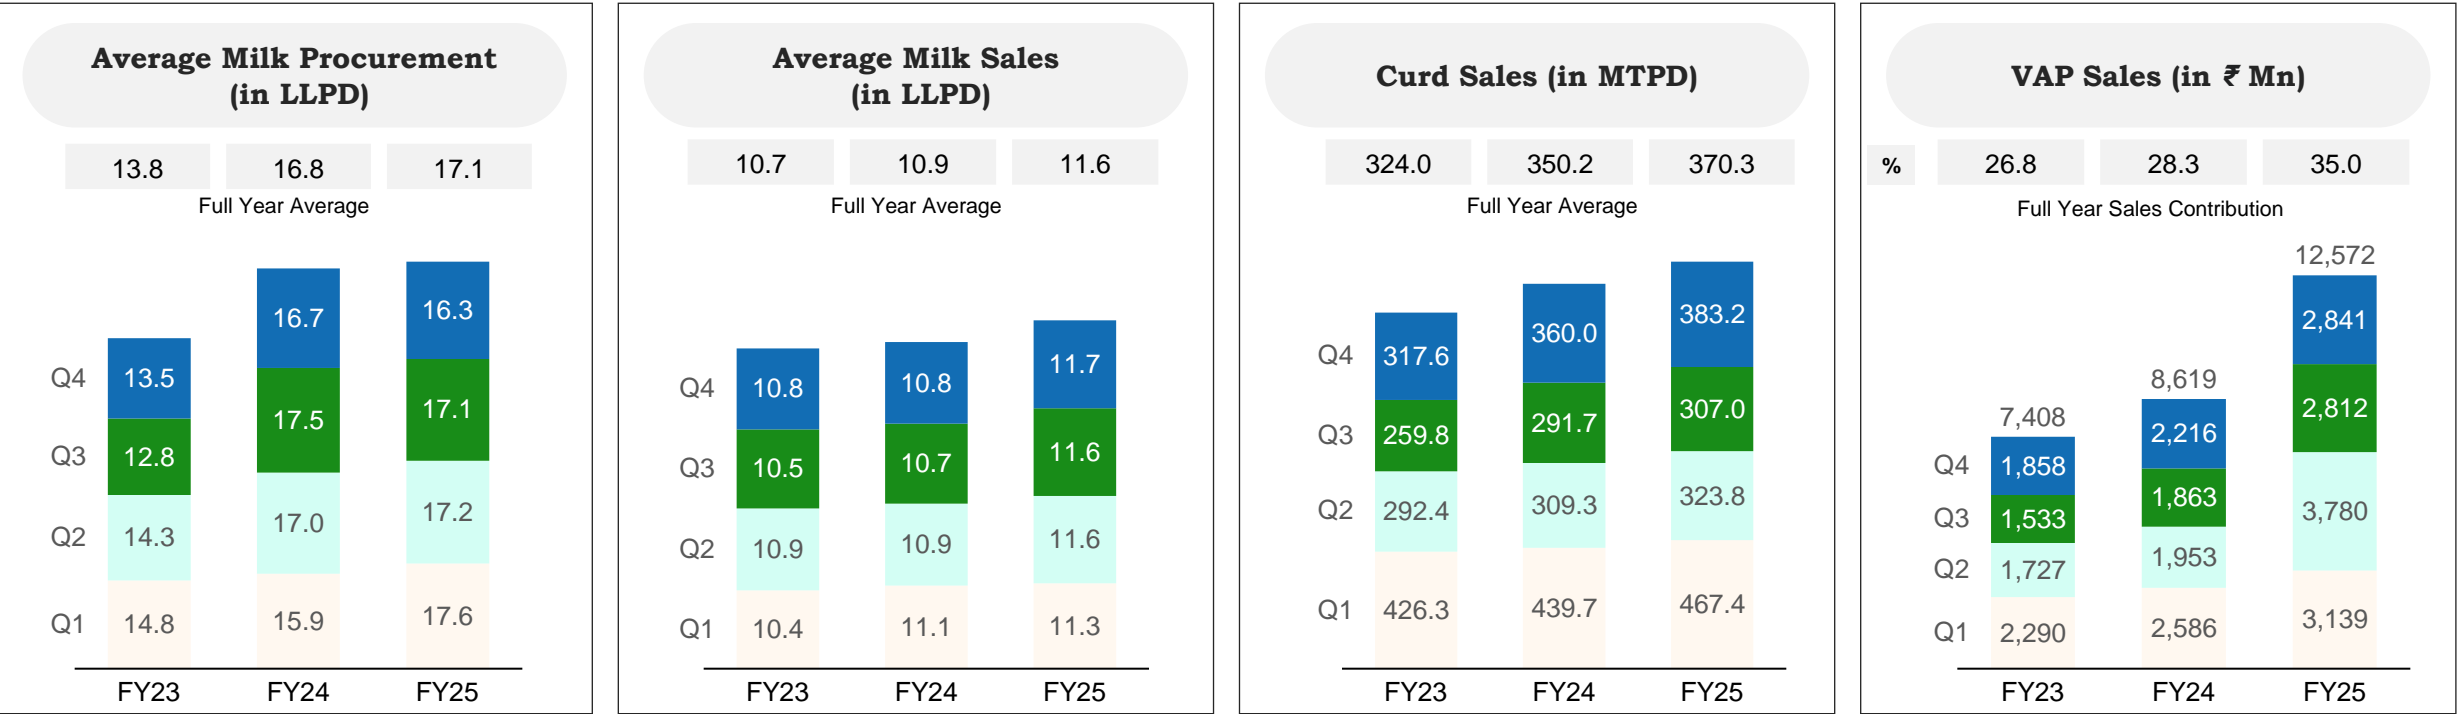 Average Milk Procurement
(in LLPD)
13.8 16.8 17.1
Full Year Average
Q4 13.5 16.7 16.3
Q3 12.8 17.5 17.1
Q2 14.3 17.0 17.2
Q1 14.8 15.9 17.6
FY23 FY24 FY25
Average Milk Sales
(in LLPD)
10.7 10.9 11.6
Full Year Average
Q4 10.8 10.8 11.7
Q3 10.5 10.7 11.6
Q2 10.9 10.9 11.6
Q1 10.4 11.1 11.3
FY23 FY24 FY25
Curd Sales (in MTPD)
324.0 350.2 370.3
Full Year Average
Q4 317.6 360.0 383.2
Q3 259.8 291.7 307.0
Q2 292.4 309.3 323.8
Q1 426.3 439.7 467.4
FY23 FY24 FY25
VAP Sales (in ₹ Mn)
% 26.8 28.3 35.0
Full Year Sales Contribution
7,408 8,619 12,572
Q4 1,858 2,216 2,841
Q3 1,533 1,863 2,812
Q2 1,727 1,953 3,780
Q1 2,290 2,586 3,139
FY23 FY24 FY25